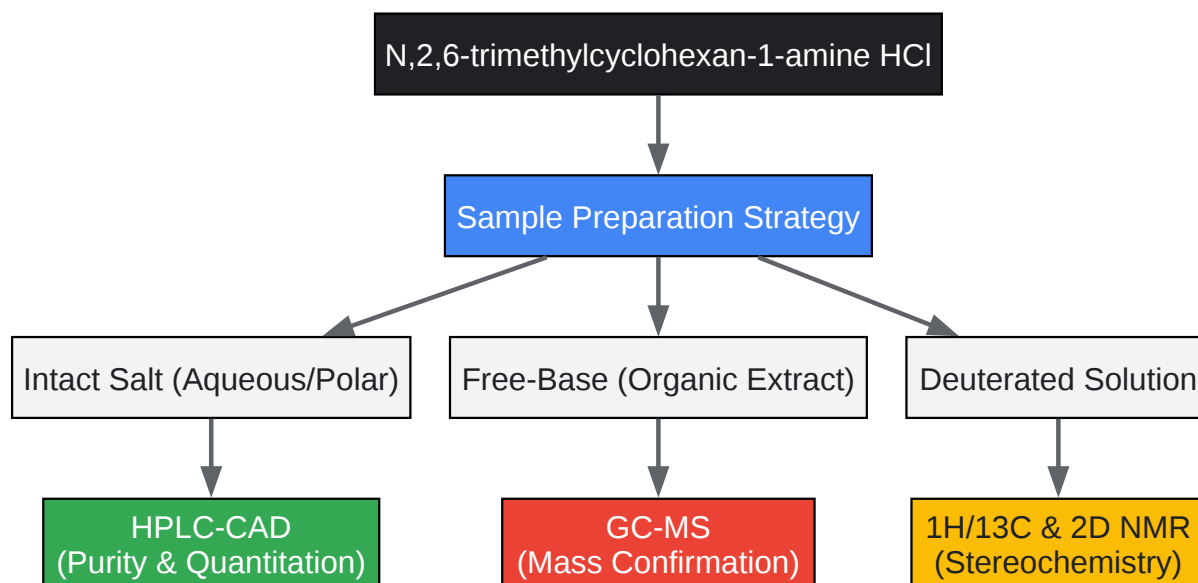 N,2,6-trimethylcyclohexan-1-amine HCl
Sample Preparation Strategy
Intact Salt (Aqueous/Polar)
Free-Base (Organic Extract)
Deuterated Solution
HPLC-CAD
(Purity & Quantitation)
GC-MS
(Mass Confirmation)
1H/13C & 2D NMR
(Stereochemistry)